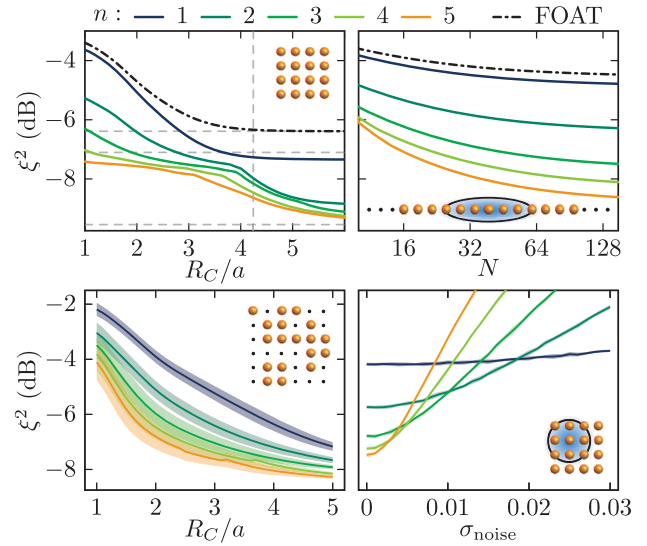 n : 1 2 3 4 5 FOAT
ξ² (dB)
−4
−6
−8
1 2 3 4 5
R_C/a
16 32 64 128
N
ξ² (dB)
−2
−4
−6
−8
1 2 3 4 5
R_C/a
0 0.01 0.02 0.03
σ_noise